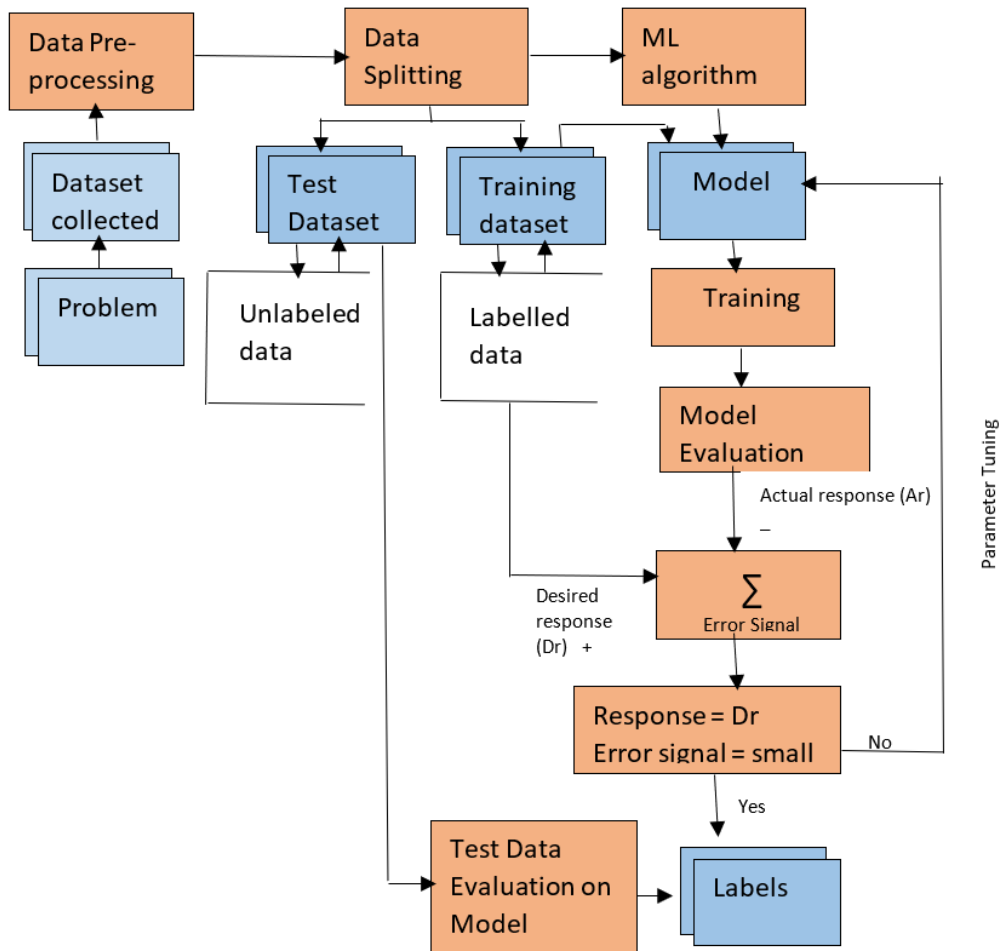 Data Pre-
processing
Data
Splitting
ML
algorithm
Dataset
collected
Test
Dataset
Training
dataset
Model
Problem
Unlabeled
data
Labelled
data
Training
Model
Evaluation
Actual response (Ar)
–
Parameter Tuning
∑
Error Signal
Desired
response
(Dr) +
Response = Dr
Error signal = small
No
Yes
Test Data
Evaluation on
Model
Labels